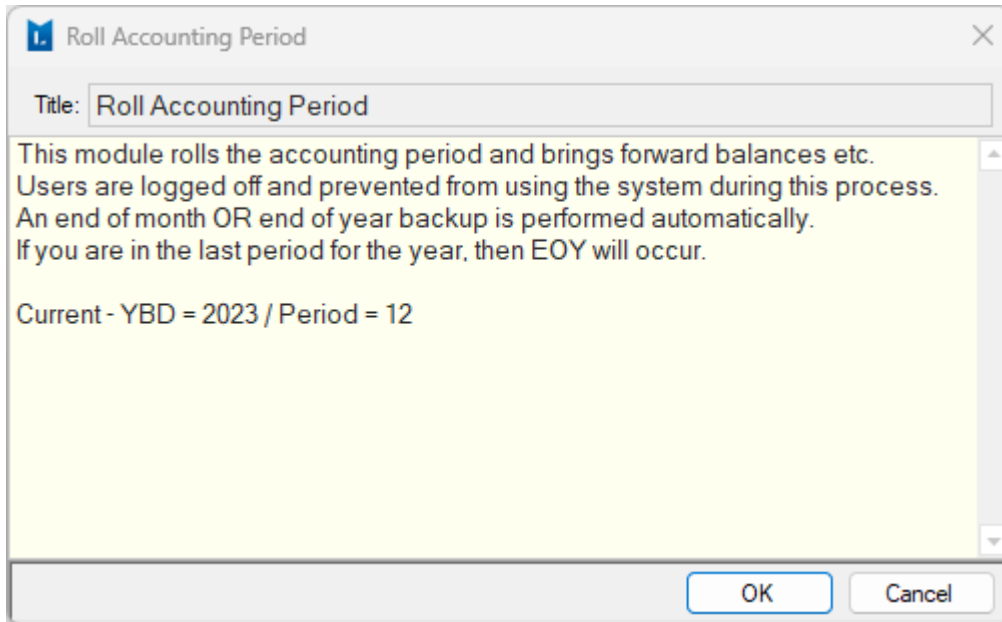 Roll Accounting Period
Title: Roll Accounting Period
This module rolls the accounting period and brings forward balances etc.
Users are logged off and prevented from using the system during this process.
An end of month OR end of year backup is performed automatically.
If you are in the last period for the year, then EOY will occur.
Current - YBD = 2023 / Period = 12
OK Cancel